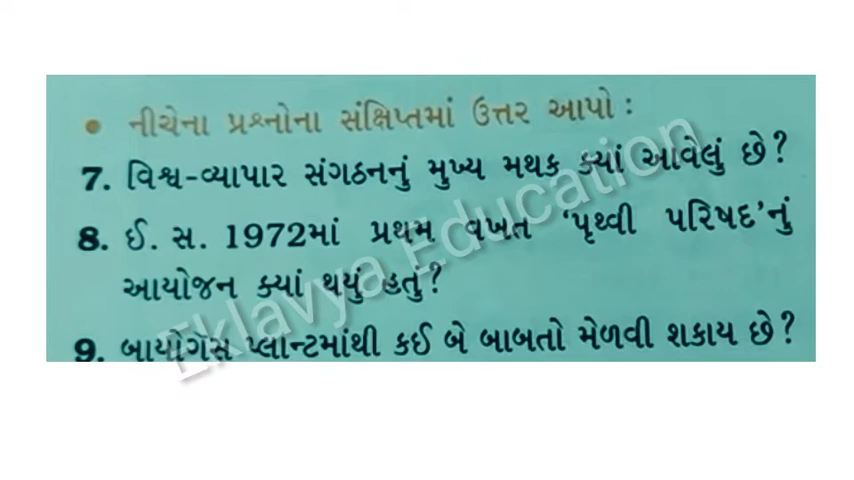 • નીચેના પ્રશ્નોના સંક્ષિપ્તમાં ઉત્તર આપો :
7. વિશ્વ-વ્યાપાર સંગઠનનું મુખ્ય મથક ક્યાં આવેલું છે?
8. ઈ. સ. 1972માં પ્રથમ વખત ‘પૃથ્વી પરિષદ’નું
આયોજન ક્યાં થયું હતું?
9. બાયોગૅસ પ્લાન્ટમાંથી કઈ બે બાબતો મેળવી શકાય છે?
Eklavya Education